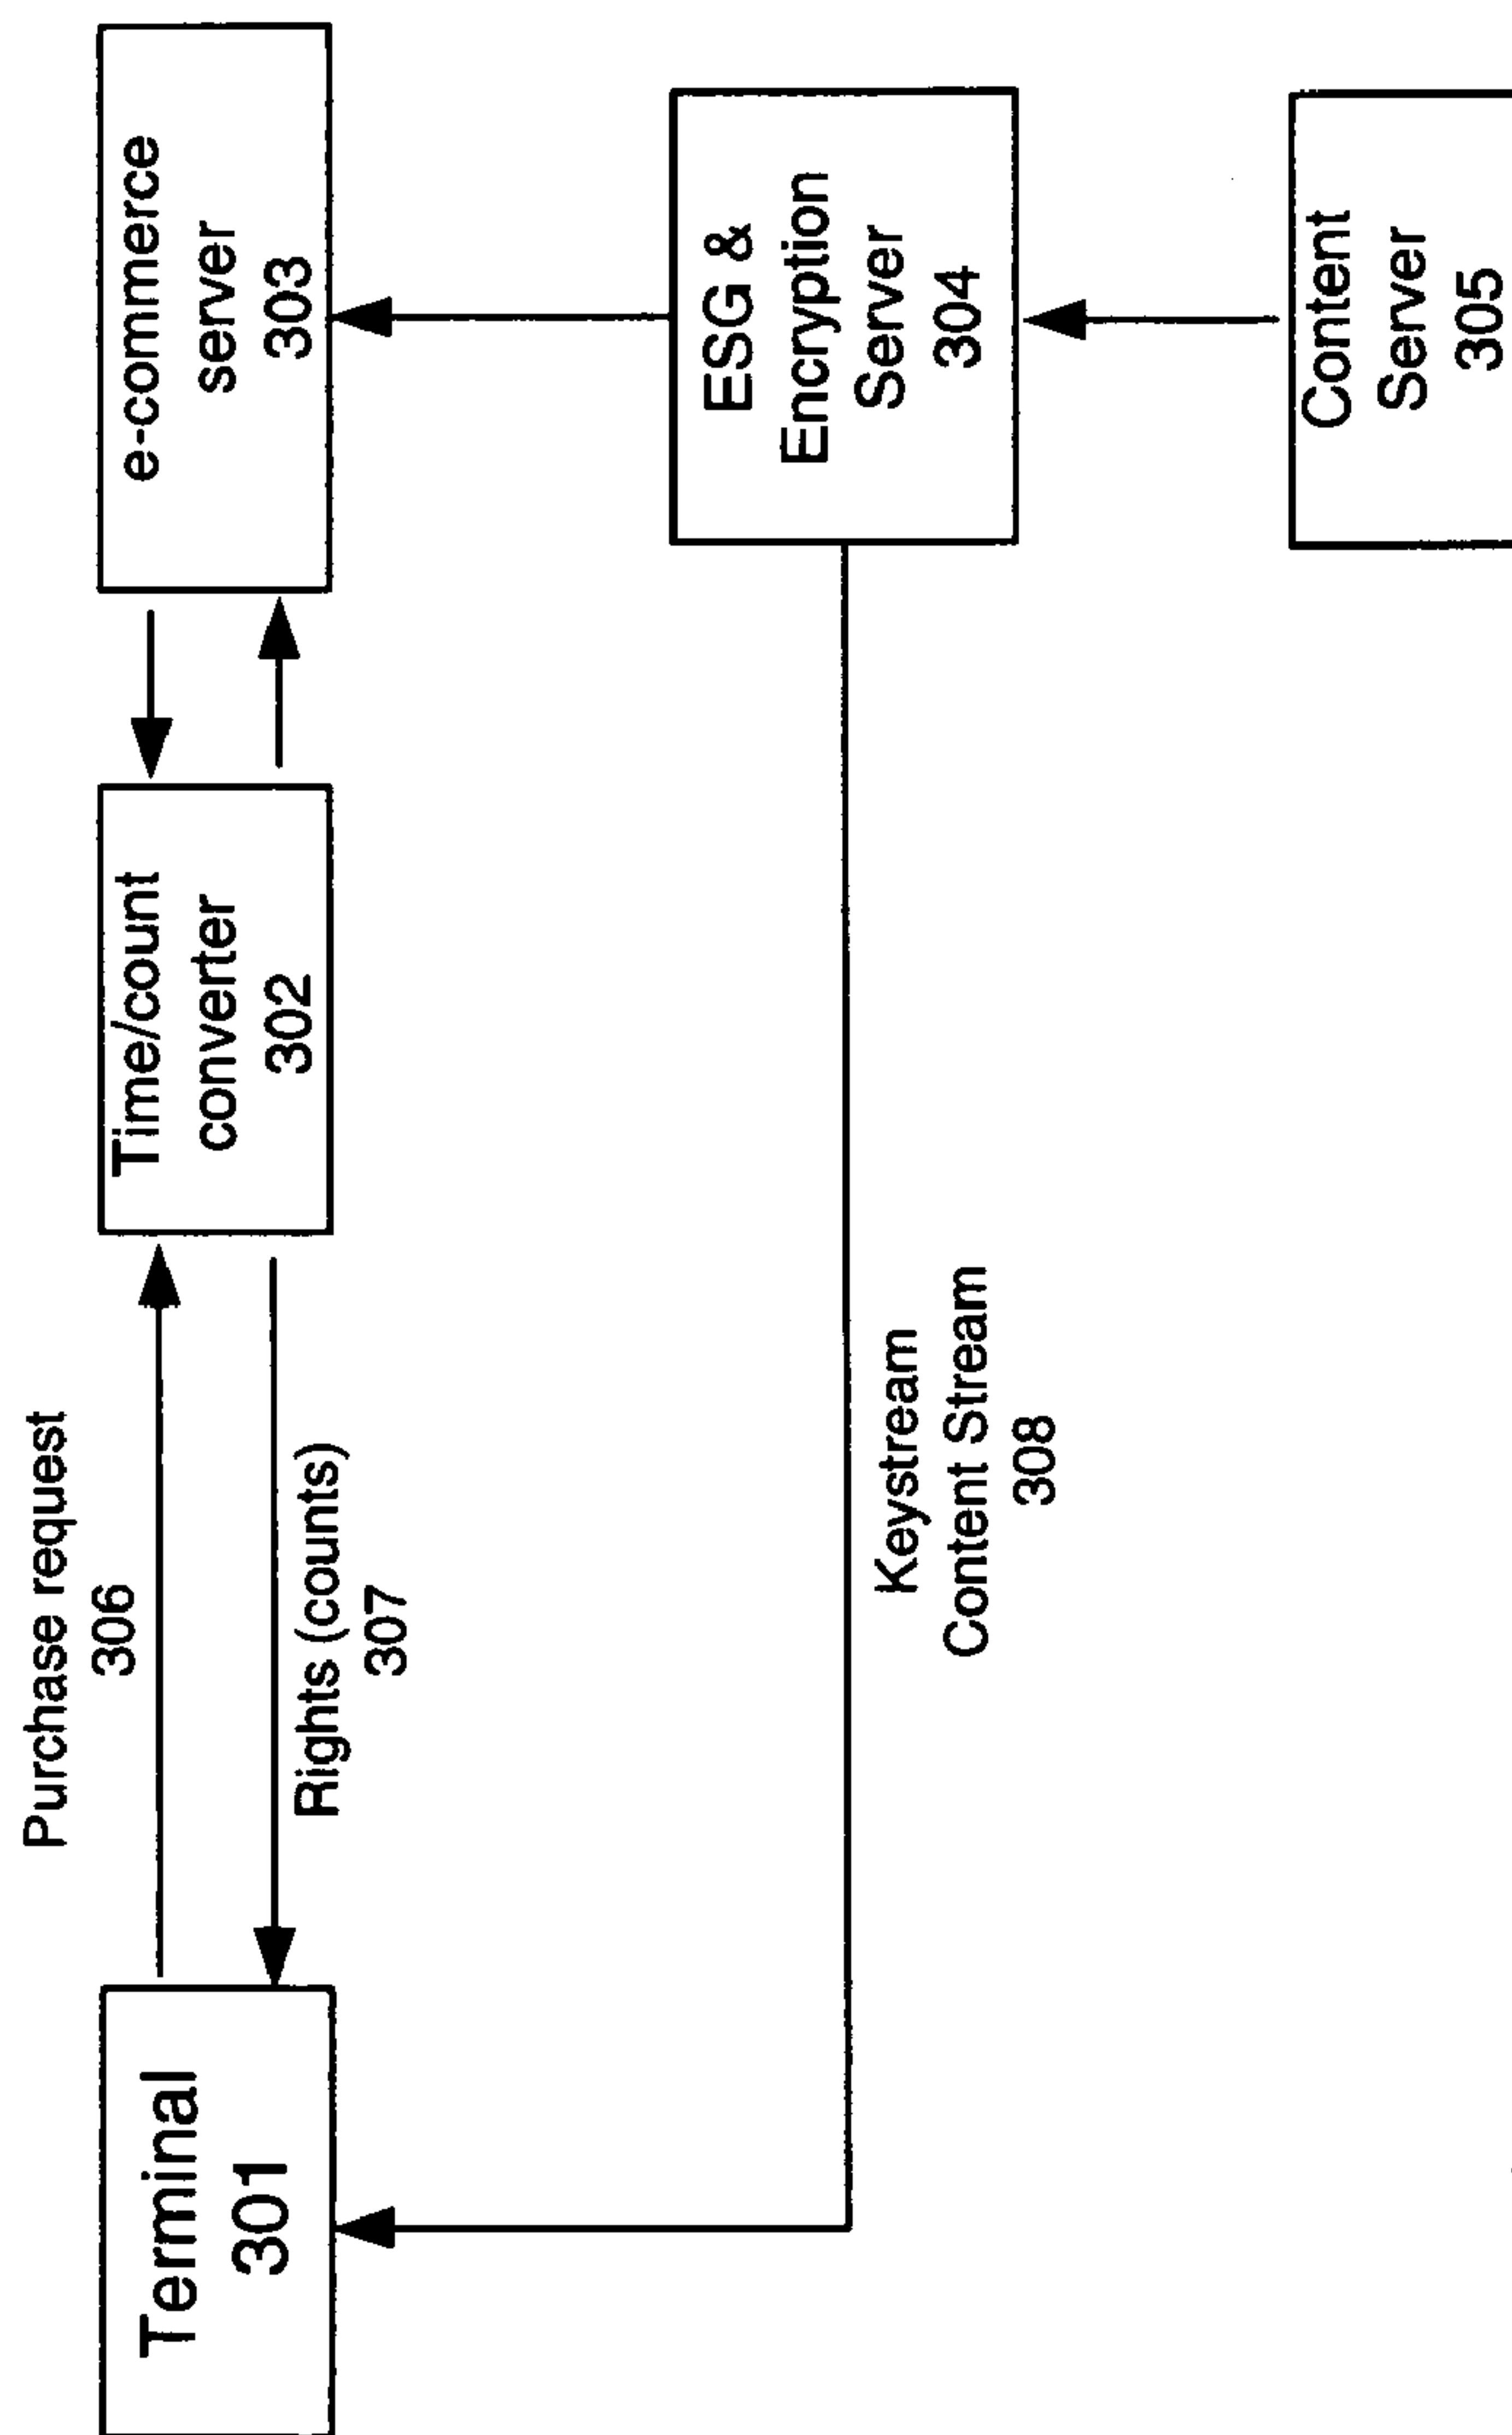 Purchase request
306
Terminal
301
Rights (counts)
307
Time/count
converter
302
e-commerce
server
303
Keystream
Content Stream
308
ESG &
Encryption
Server
304
Content
Server
305